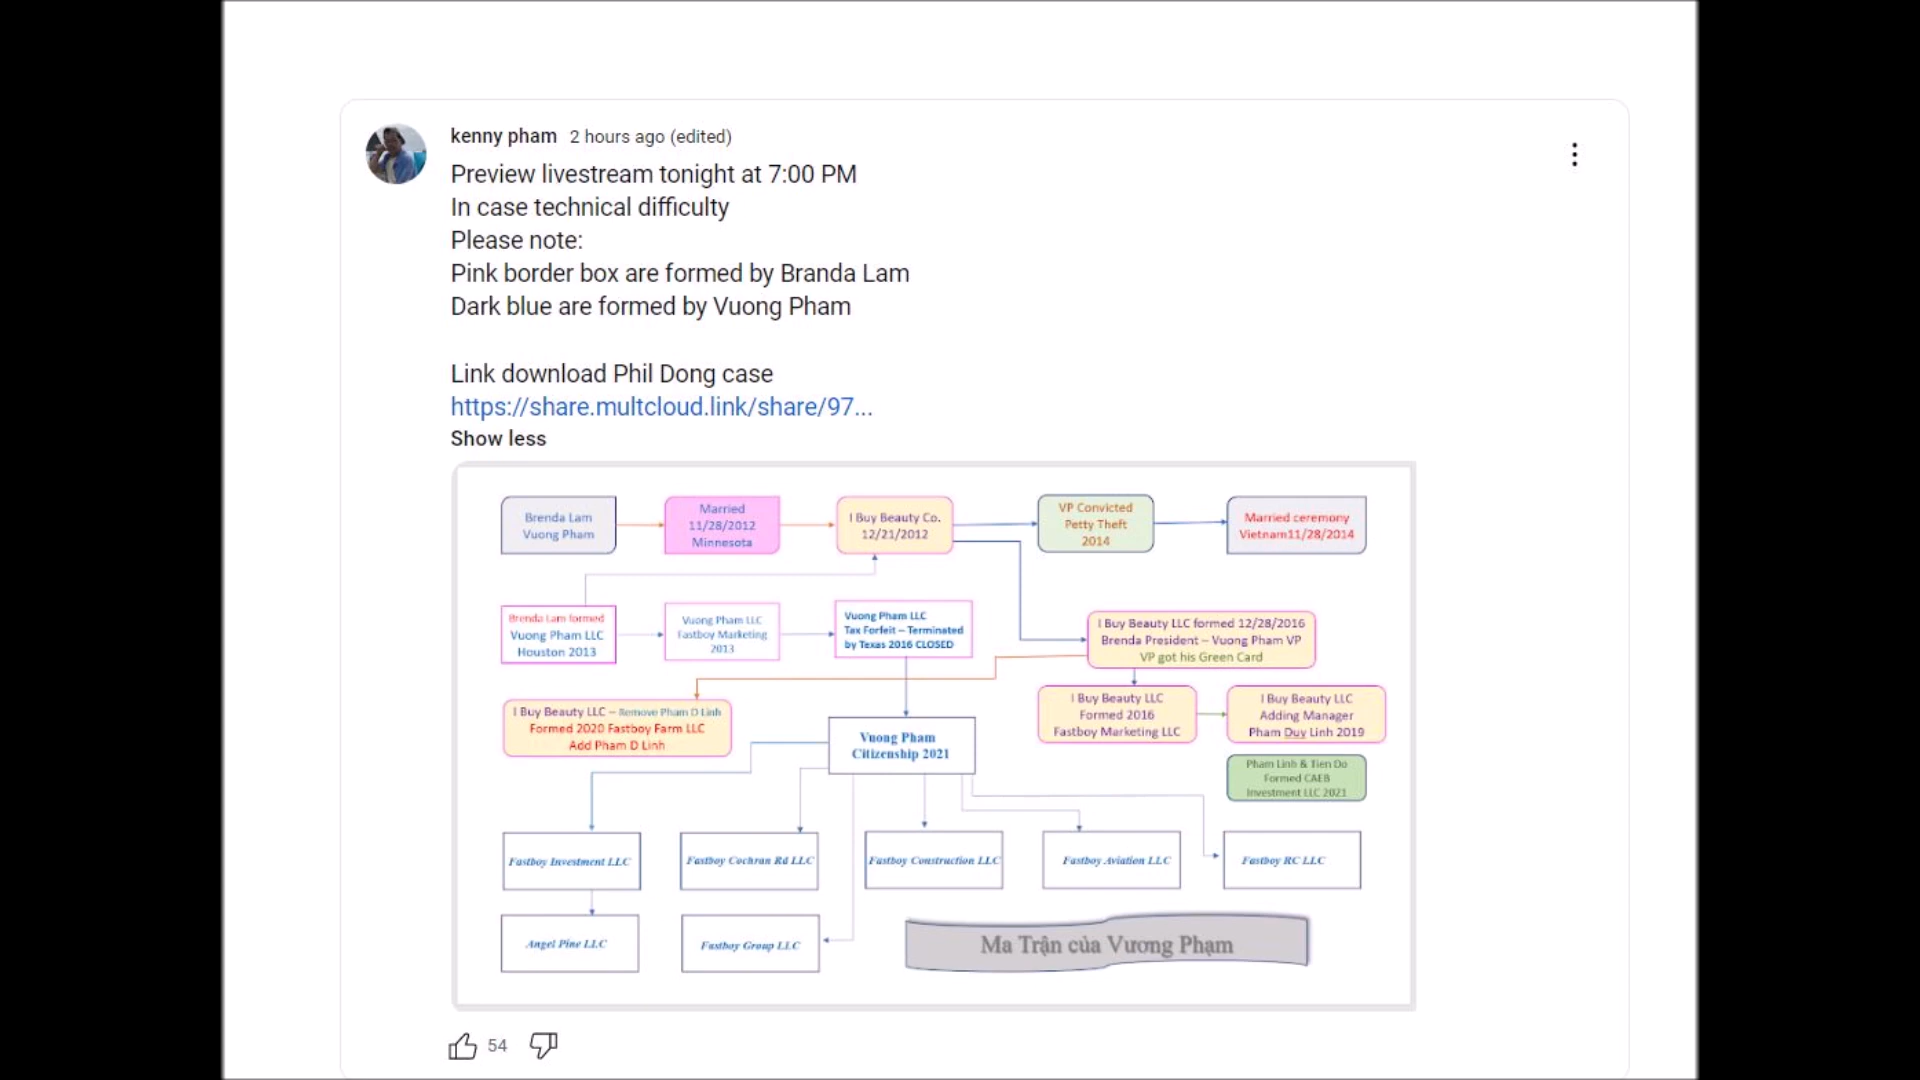 kenny pham 2 hours ago (edited)
Preview livestream tonight at 7:00 PM
In case technical difficulty
Please note:
Pink border box are formed by Branda Lam
Dark blue are formed by Vuong Pham
Link download Phil Dong case
https://share.multcloud.link/share/97...
Show less
Brenda Lam
Vuong Pham
Married
11/28/2012
Minnesota
I Buy Beauty Co.
12/21/2012
VP Convicted
Petty Theft
2014
Married ceremony
Vietnam11/28/2014
Brenda Lam formed
Vuong Pham LLC
Houston 2013
Vuong Pham LLC
Fastboy Marketing
2013
Vuong Pham LLC
Tax Forfeit – Terminated
by Texas 2016 CLOSED
I Buy Beauty LLC formed 12/28/2016
Brenda President – Vuong Pham VP
VP got his Green Card
I Buy Beauty LLC – Remove Pham D Linh
Formed 2020 Fastboy Farm LLC
Add Pham D Linh
Vuong Pham
Citizenship 2021
I Buy Beauty LLC
Formed 2016
Fastboy Marketing LLC
I Buy Beauty LLC
Adding Manager
Pham Duy Linh 2019
Pham Linh & Tien Do
Formed CAEB
Investment LLC 2021
Fastboy Investment LLC
Fastboy Cochran Rd LLC
Fastboy Construction LLC
Fastboy Aviation LLC
Fastboy RC LLC
Angel Pine LLC
Fastboy Group LLC
Ma Trận của Vương Phạm
54